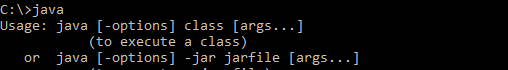 C:\>java
Usage: java [-options] class [args...]
(to execute a class)
or java [-options] -jar jarfile [args...]